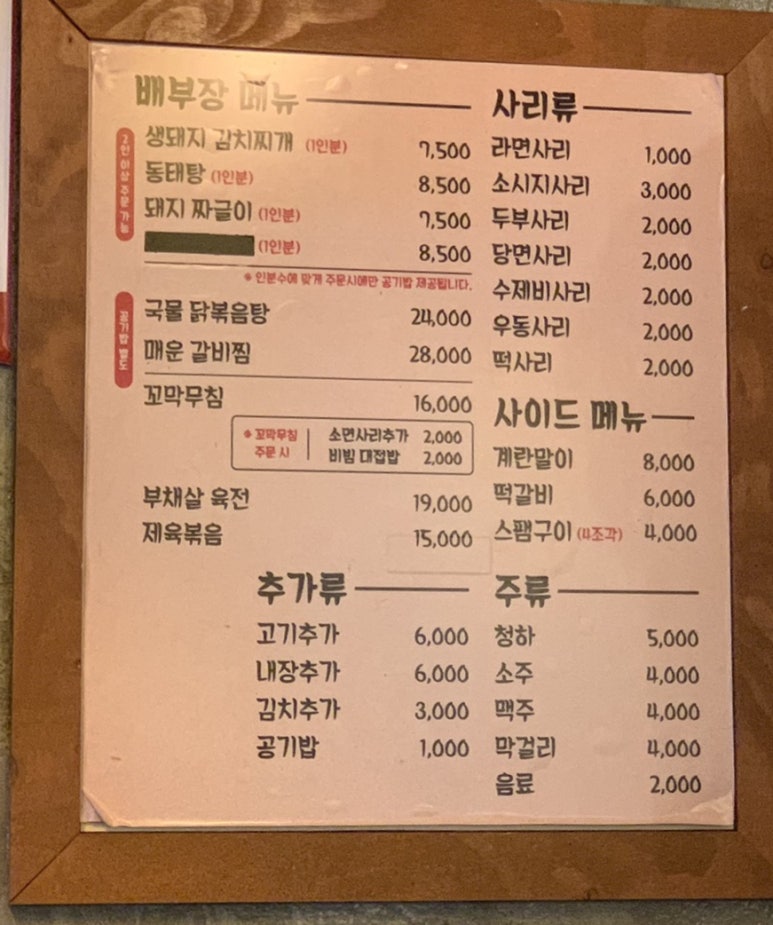 배부장 메뉴
2인 이상 주문 가능
생돼지 김치찌개 (1인분) 7,500
동태탕 (1인분) 8,500
돼지 짜글이 (1인분) 7,500
(1인분) 8,500
* 인분수에 맞게 주문시에만 공기밥 제공됩니다.
공기밥 별도
국물 닭볶음탕 24,000
매운 갈비찜 28,000
꼬막무침 16,000
* 꼬막무침 주문 시
소면사리추가 2,000
비빔 대접밥 2,000
부채살 육전 19,000
제육볶음 15,000
추가류
고기추가 6,000
내장추가 6,000
김치추가 3,000
공기밥 1,000
사리류
라면사리 1,000
소시지사리 3,000
두부사리 2,000
당면사리 2,000
수제비사리 2,000
우동사리 2,000
떡사리 2,000
사이드 메뉴
계란말이 8,000
떡갈비 6,000
스팸구이 (4조각) 4,000
주류
청하 5,000
소주 4,000
맥주 4,000
막걸리 4,000
음료 2,000